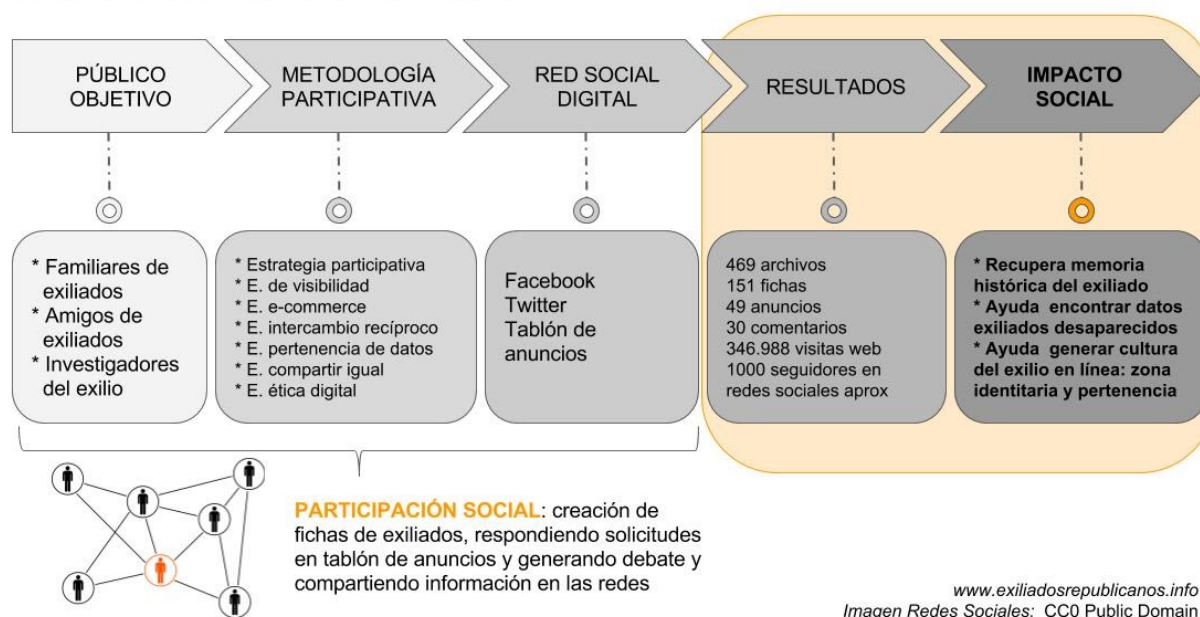 PÚBLICO
OBJETIVO
METODOLOGÍA
PARTICIPATIVA
RED SOCIAL
DIGITAL
RESULTADOS
IMPACTO
SOCIAL
* Familiares de
exiliados
* Amigos de
exiliados
* Investigadores
del exilio
* Estrategia participativa
* E. de visibilidad
* E. e-commerce
* E. intercambio recíproco
* E. pertenencia de datos
* E. compartir igual
* E. ética digital
Facebook
Twitter
Tablón de
anuncios
469 archivos
151 fichas
49 anuncios
30 comentarios
346.988 visitas web
1000 seguidores en
redes sociales aprox
* Recupera memoria
histórica del exiliado
* Ayuda encontrar datos
exiliados desaparecidos
* Ayuda generar cultura
del exilio en línea: zona
identitaria y pertenencia
PARTICIPACIÓN SOCIAL: creación de
fichas de exiliados, respondiendo solicitudes
en tablón de anuncios y generando debate y
compartiendo información en las redes
www.exiliadosrepublicanos.info
Imagen Redes Sociales: CC0 Public Domain